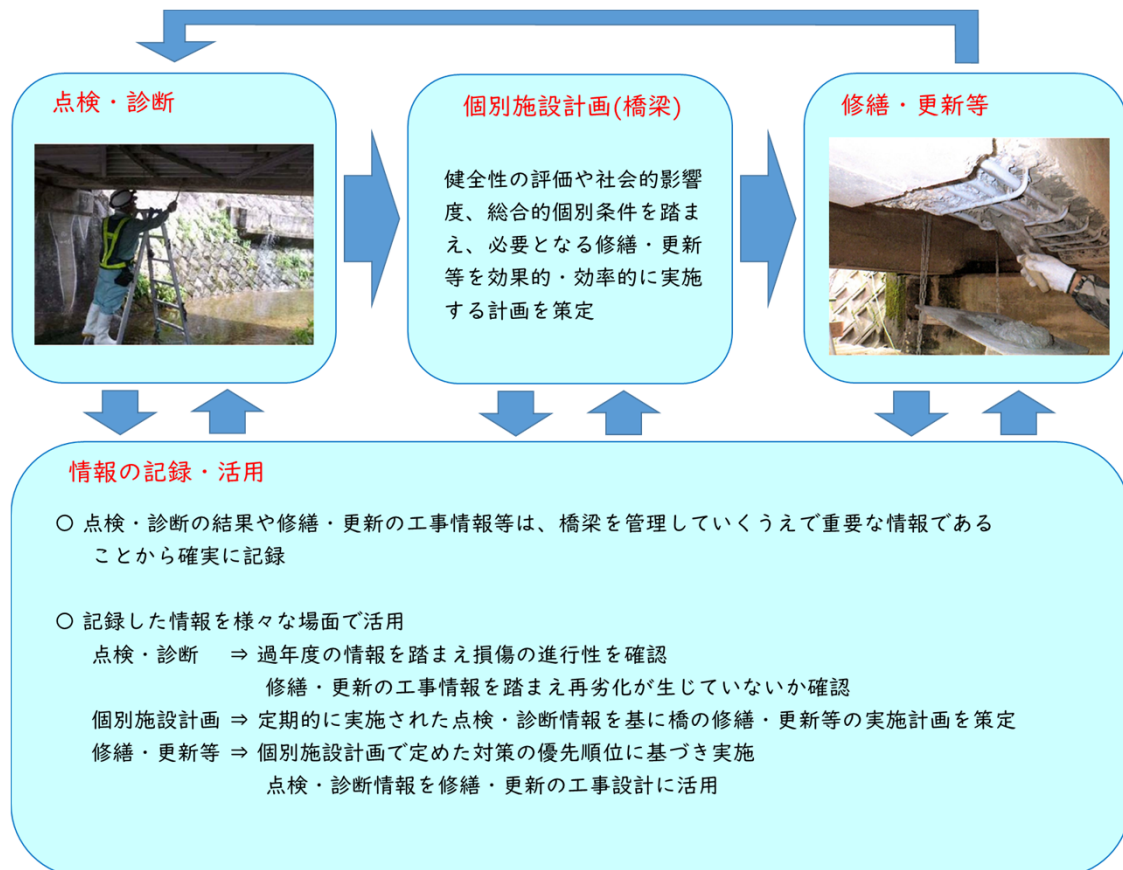 点検・診断
個別施設計画(橋梁)
健全性の評価や社会的影響
度、総合的個別条件を踏ま
え、必要となる修繕・更新
等を効果的・効率的に実施
する計画を策定
修繕・更新等
情報の記録・活用
○ 点検・診断の結果や修繕・更新の工事情報等は、橋梁を管理していくうえで重要な情報である
ことから確実に記録
○ 記録した情報を様々な場面で活用
点検・診断 ⇒ 過年度の情報を踏まえ損傷の進行性を確認
修繕・更新の工事情報を踏まえ再劣化が生じていないか確認
個別施設計画 ⇒ 定期的に実施された点検・診断情報を基に橋の修繕・更新等の実施計画を策定
修繕・更新等 ⇒ 個別施設計画で定めた対策の優先順位に基づき実施
点検・診断情報を修繕・更新の工事設計に活用